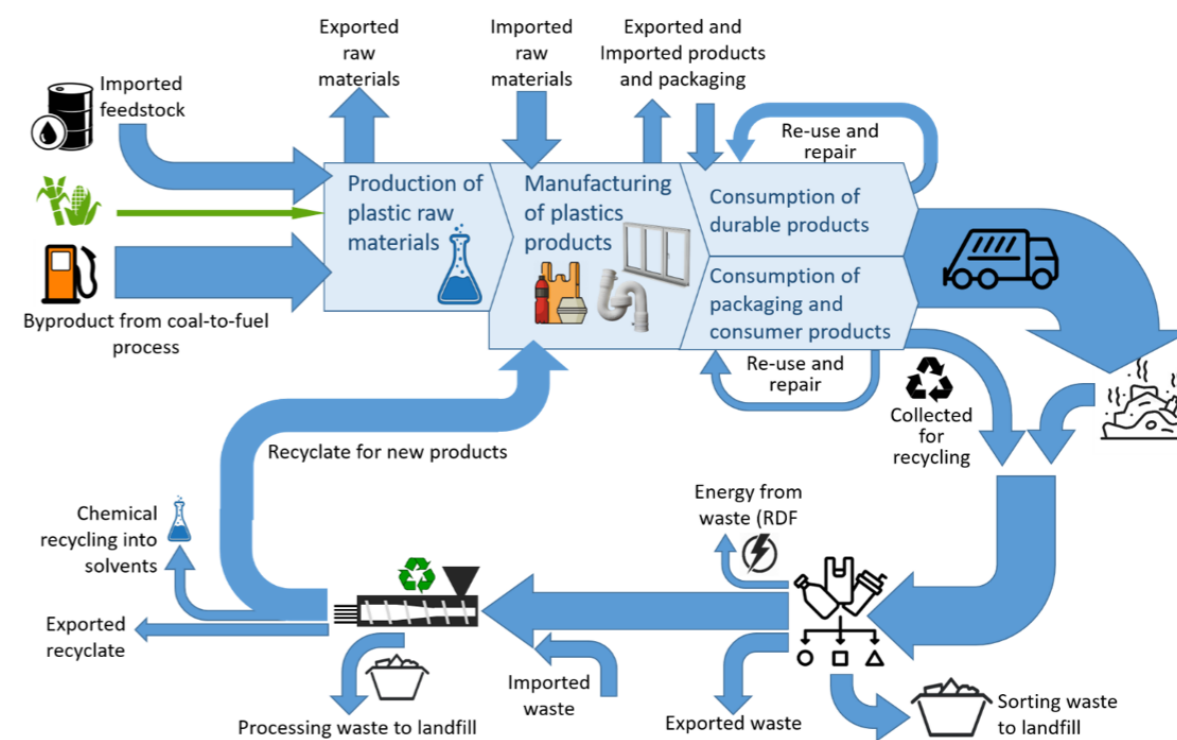 Exported
raw
materials
Imported
raw
materials
Exported and
Imported products
and packaging
Imported
feedstock
Re-use and
repair
Production of
plastic raw
materials
Manufacturing
of plastics
products
Consumption of
durable products
Consumption of
packaging and
consumer products
Byproduct from coal-to-fuel
process
Re-use and
repair
Collected
for
recycling
Recyclate for new products
Energy from
waste (RDF
Chemical
recycling into
solvents
Exported
recyclate
Processing waste to landfill
Imported
waste
Exported waste
Sorting waste
to landfill